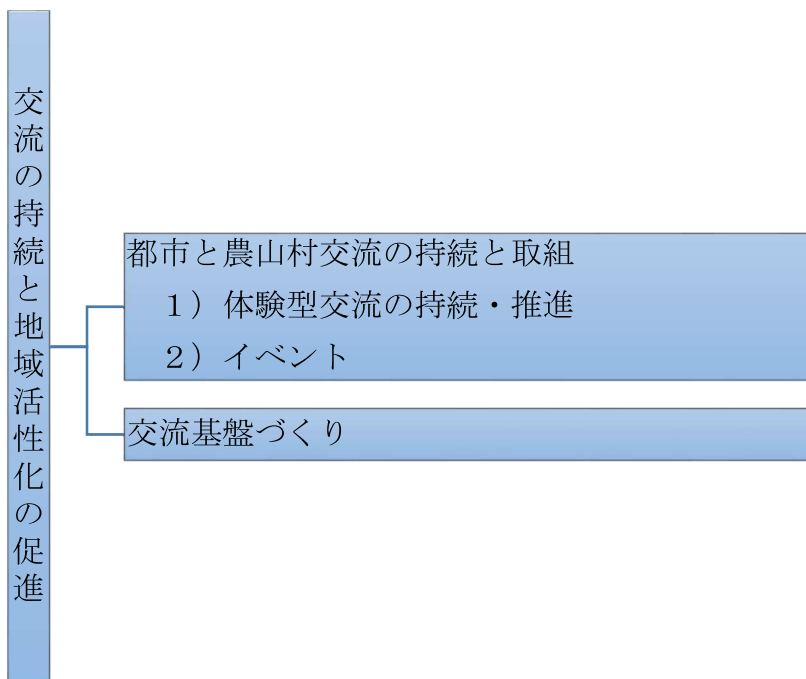 交流の持続と地域活性化の促進
都市と農山村交流の持続と取組
１）体験型交流の持続・推進
２）イベント
交流基盤づくり